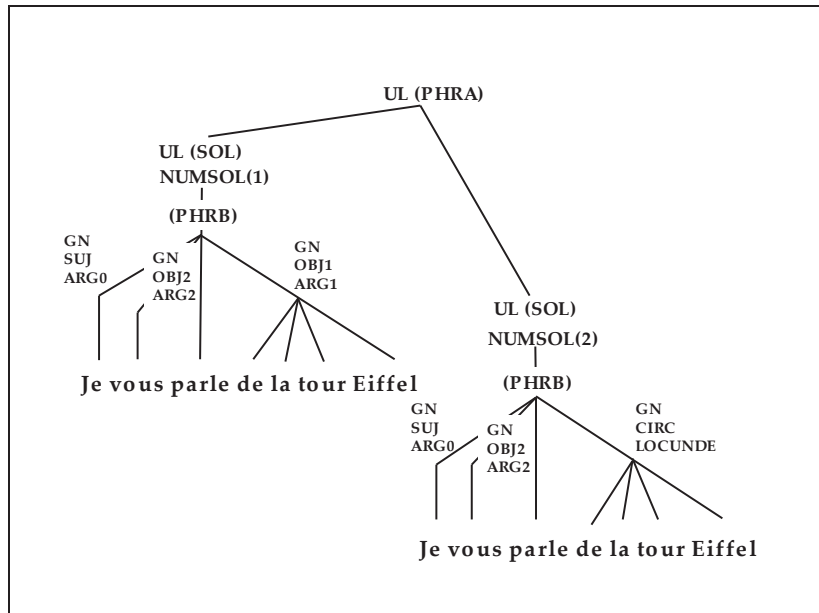 UL (PHRA)
UL (SOL)
NUMSOL(1)
(PHRB)
GN
SUJ
ARG0
GN
OBJ2
ARG2
GN
OBJ1
ARG1
Je vous parle de la tour Eiffel
UL (SOL)
NUMSOL(2)
(PHRB)
GN
SUJ
ARG0
GN
OBJ2
ARG2
GN
CIRC
LOCUNDE
Je vous parle de la tour Eiffel